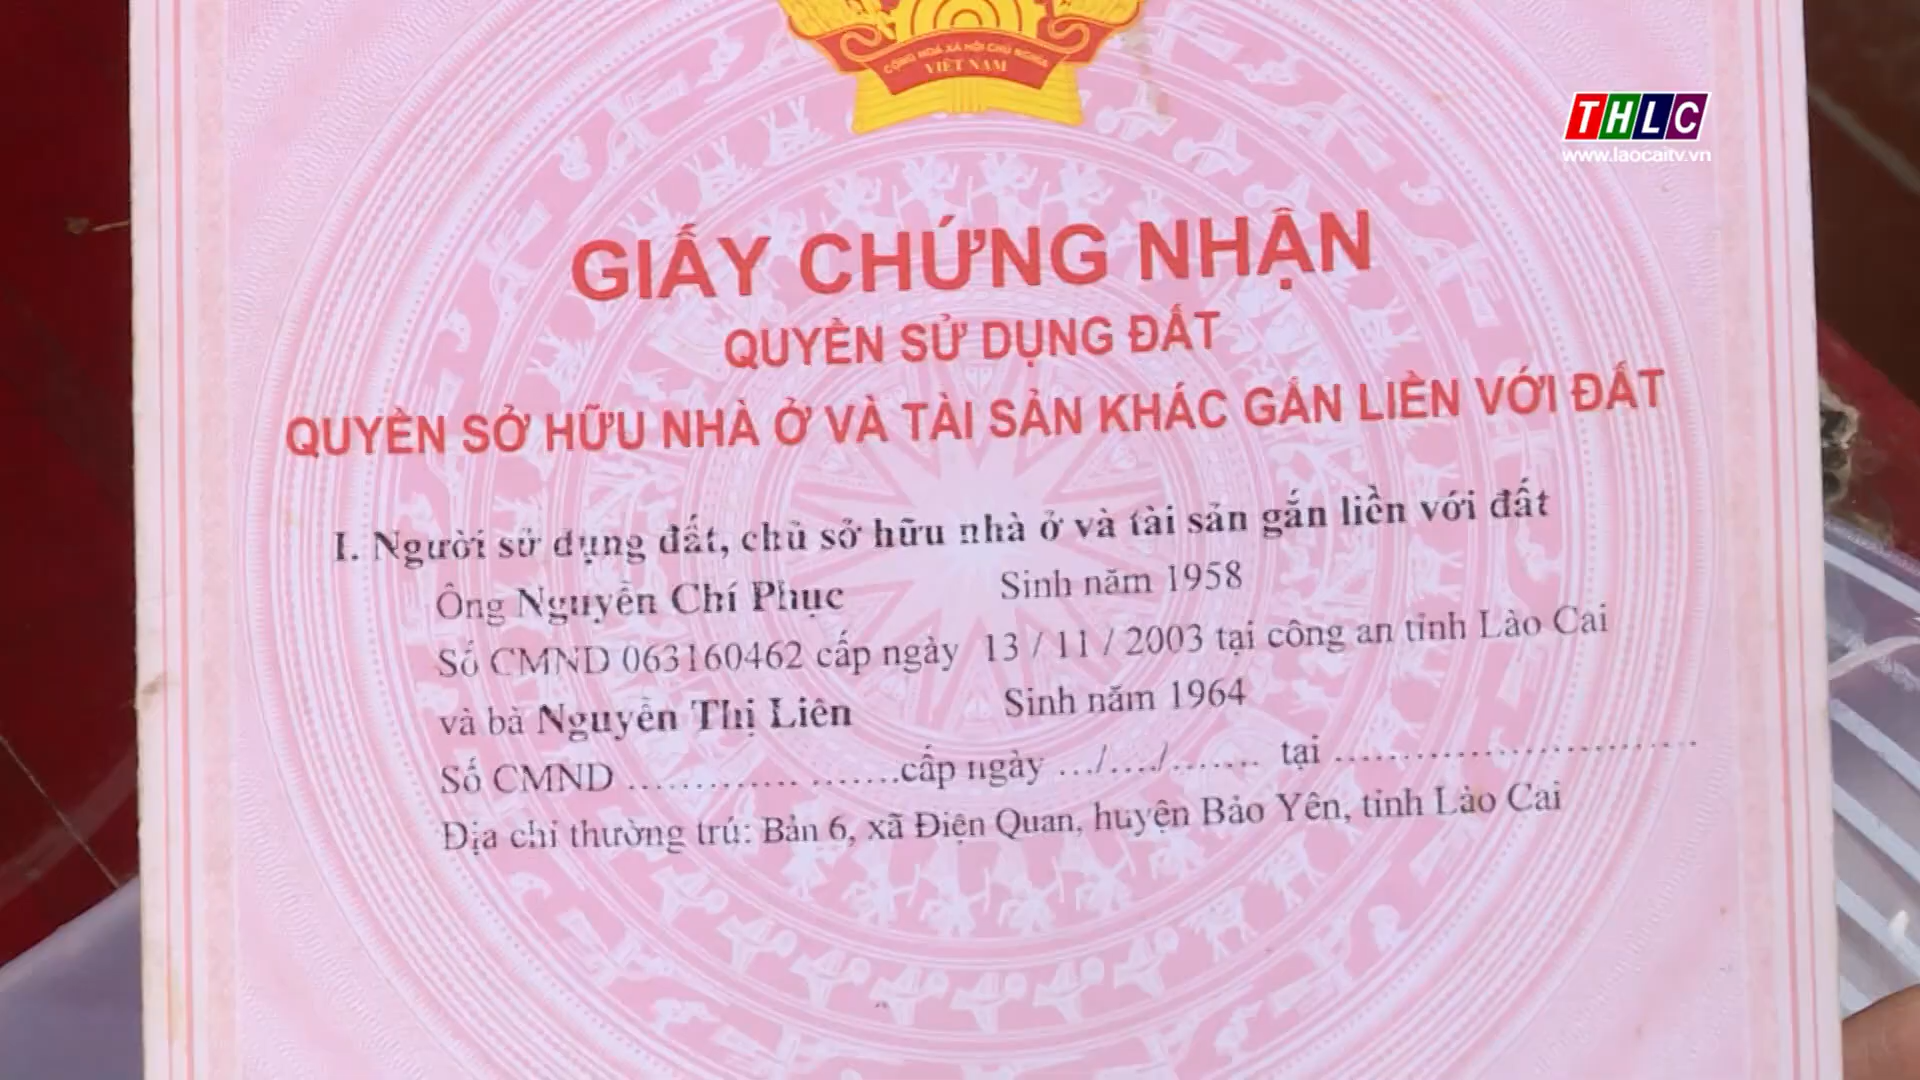 CỘNG HOÀ XÃ HỘI CHỦ NGHĨA
VIỆT NAM
THLC
www.laocaitv.vn
GIẤY CHỨNG NHẬN
QUYỀN SỬ DỤNG ĐẤT
QUYỀN SỞ HỮU NHÀ Ở VÀ TÀI SẢN KHÁC GẮN LIỀN VỚI ĐẤT
I. Người sử dụng đất, chủ sở hữu nhà ở và tài sản gắn liền với đất
Ông Nguyễn Chí Phục Sinh năm 1958
Số CMND 063160462 cấp ngày 13 / 11 / 2003 tại công an tỉnh Lào Cai
và bà Nguyễn Thị Liên Sinh năm 1964
Số CMND ............. .......cấp ngày .../..../....... tại ...........................
Địa chỉ thường trú: Bản 6, xã Điện Quan, huyện Bảo Yên, tỉnh Lào Cai